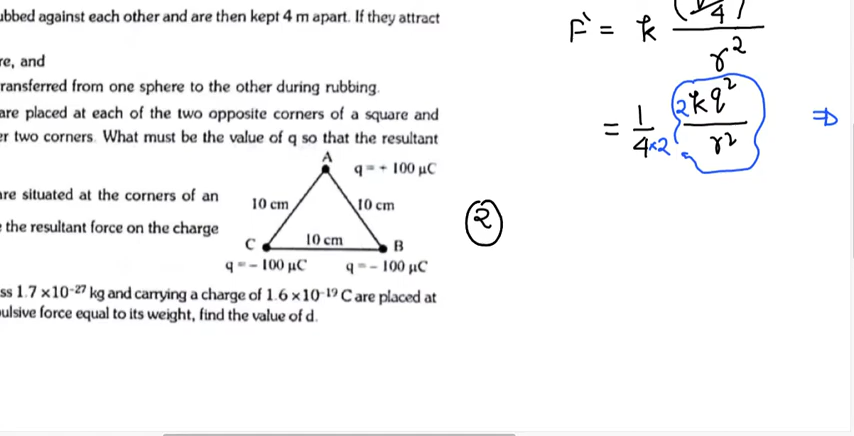 ubbed against each other and are then kept 4 m apart. If they attract
re, and
ransferred from one sphere to the other during rubbing.
are placed at each of the two opposite corners of a square and
er two corners. What must be the value of q so that the resultant
A
q = + 100 μC
are situated at the corners of an
10 cm
10 cm
the resultant force on the charge
C
10 cm
B
q = – 100 μC
q = – 100 μC
ss 1.7 ×10⁻²⁷ kg and carrying a charge of 1.6 ×10⁻¹⁹ C are placed at
ulsive force equal to its weight, find the value of d.
F' = k / r²
= 1/4×2 2kq²/r² ⇒
②